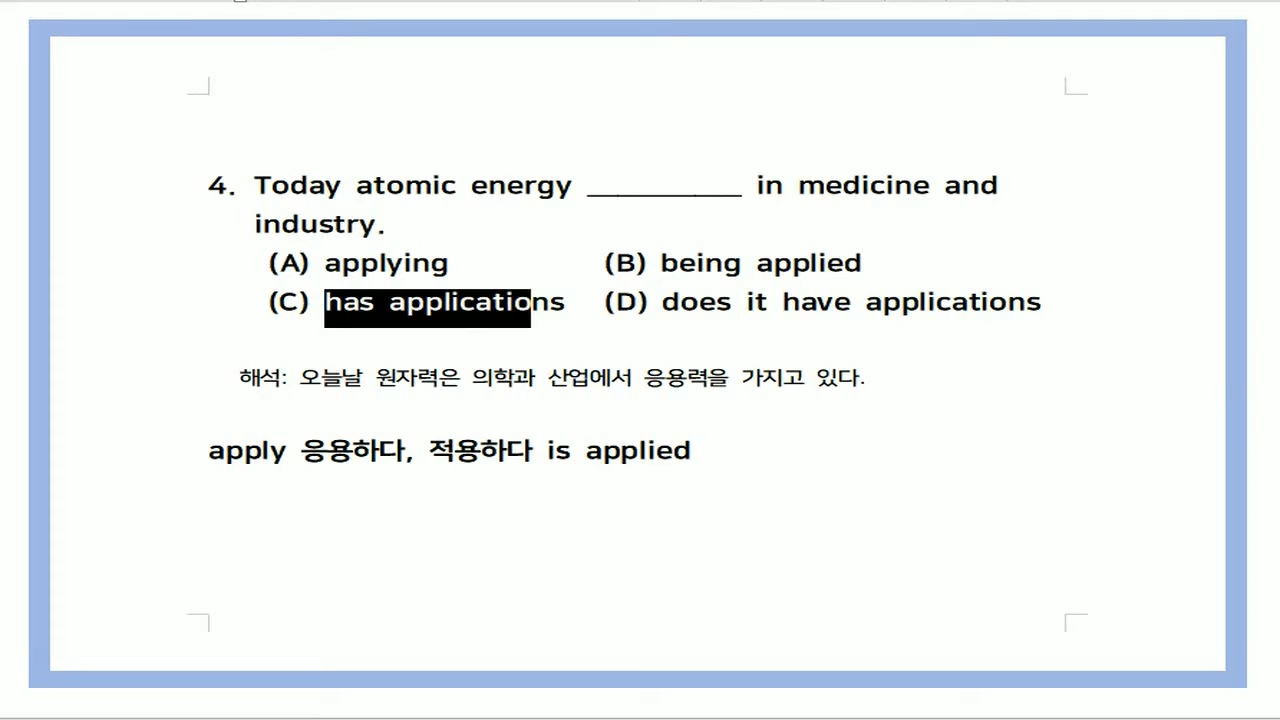 4. Today atomic energy __________ in medicine and
industry.
(A) applying (B) being applied
(C) has applications (D) does it have applications
해석: 오늘날 원자력은 의학과 산업에서 응용력을 가지고 있다.
apply 응용하다, 적용하다 is applied